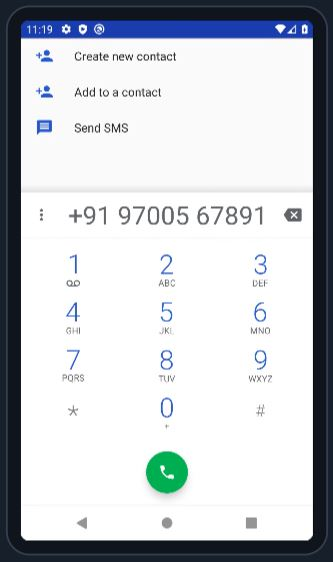 11:19
Create new contact
Add to a contact
Send SMS
+91 97005 67891
1 2 3
ABC DEF
4 5 6
GHI JKL MNO
7 8 9
PQRS TUV WXYZ
* 0 #
+